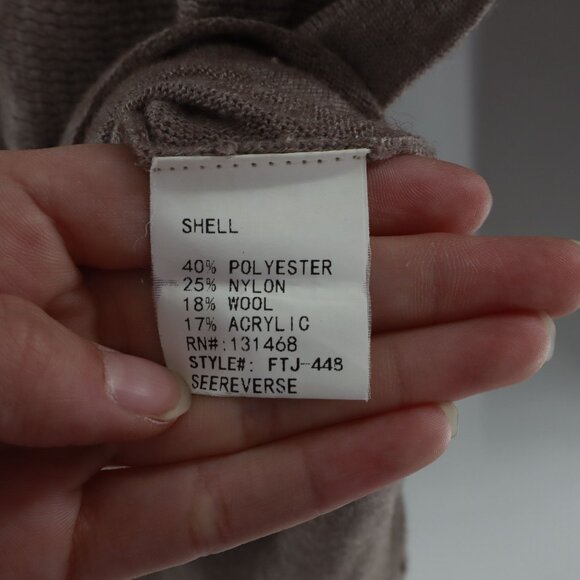 SHELL
40% POLYESTER
25% NYLON
18% WOOL
17% ACRYLIC
RN#:131468
STYLE#: FTJ-448
SEEREVERSE